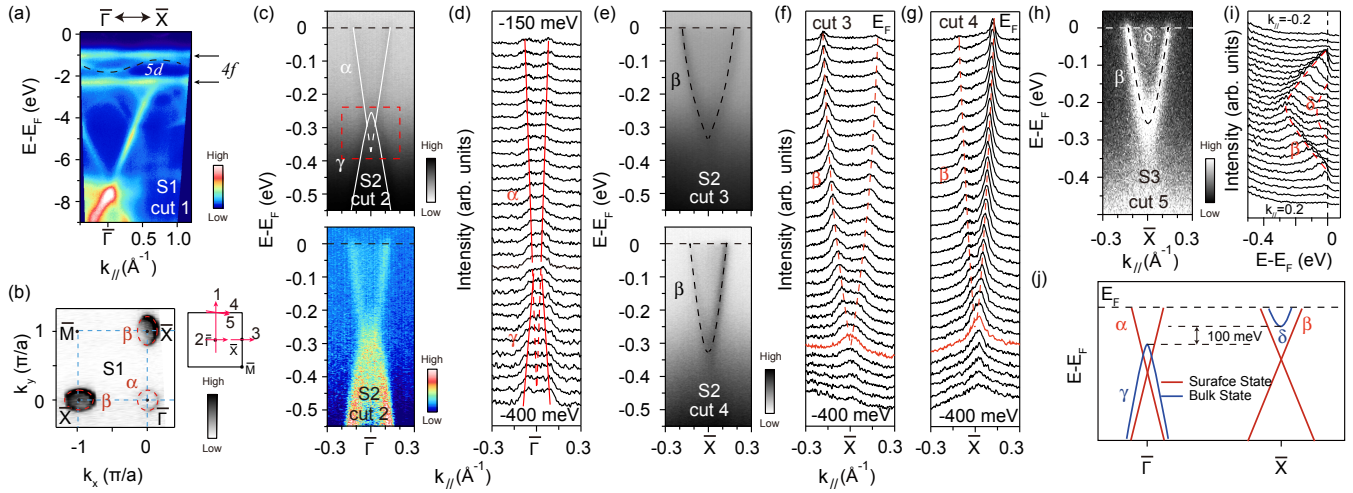 (a)
Γ̅ X̅
0
-2
-4
-6
-8
E-E_F (eV)
5d
4f
S1
cut 1
High
Low
Γ̅ 0.5 1.0
k_//(Å⁻¹)
(b)
M̅
β
X̅
S1
α
X̅
β
Γ̅
1
0
k_y (π/a)
-1 0
k_x (π/a)
High
Low
1
4
5
2 Γ̅
3
X̅
M̅
(c)
0
-0.1
-0.2
-0.3
-0.4
-0.5
α
γ
S2
cut 2
High
Low
E-E_F (eV)
0
-0.1
-0.2
-0.3
-0.4
-0.5
S2
cut 2
High
Low
-0.3 Γ̅ 0.3
(d)
-150 meV
α
γ
-400 meV
Intensity (arb. units)
-0.3 Γ̅ 0.3
k_//(Å⁻¹)
(e)
0
-0.1
-0.2
-0.3
-0.4
-0.5
β
S2
cut 3
E-E_F (eV)
0
-0.1
-0.2
-0.3
-0.4
-0.5
β
S2
cut 4
High
Low
-0.3 X̅ 0.3
(f)
cut 3 E_F
β
-400 meV
Intensity (arb. units)
-0.3 X̅ 0.3
k_//(Å⁻¹)
(g)
cut 4 E_F
β
-400 meV
-0.3 X̅ 0.3
(h)
0
-0.1
-0.2
-0.3
-0.4
E-E_F (eV)
δ
β
S3
cut 5
High
Low
-0.3 X̅ 0.3
k_//(Å⁻¹)
(i)
k_//=-0.2
δ
β
k_//=0.2
Intensity (arb. units)
-0.4 -0.2 0
E-E_F (eV)
(j)
E_F
α
γ
δ
β
100 meV
Surafce State
Bulk State
E-E_F
Γ̅ X̅